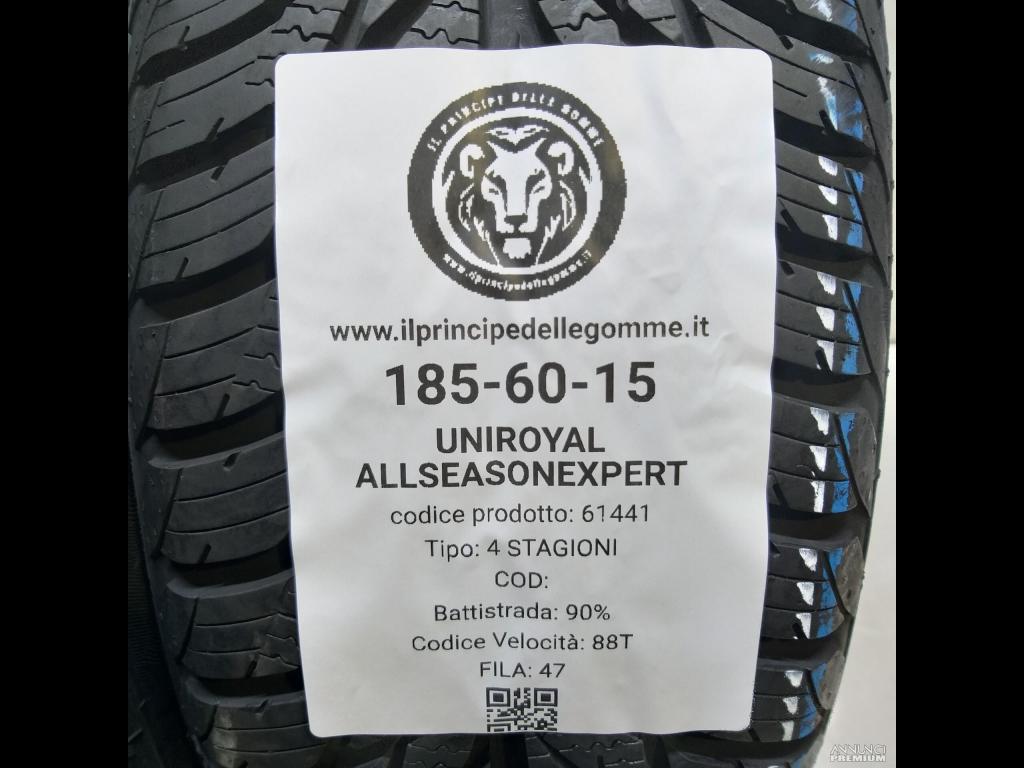 IL PRINCIPE DELLE GOMME
www.ilprincipedellegomme.it
www.ilprincipedellegomme.it
185-60-15
UNIROYAL
ALLSEASONEXPERT
codice prodotto: 61441
Tipo: 4 STAGIONI
COD:
Battistrada: 90%
Codice Velocità: 88T
FILA: 47
ANNUNCI
PREMIUM